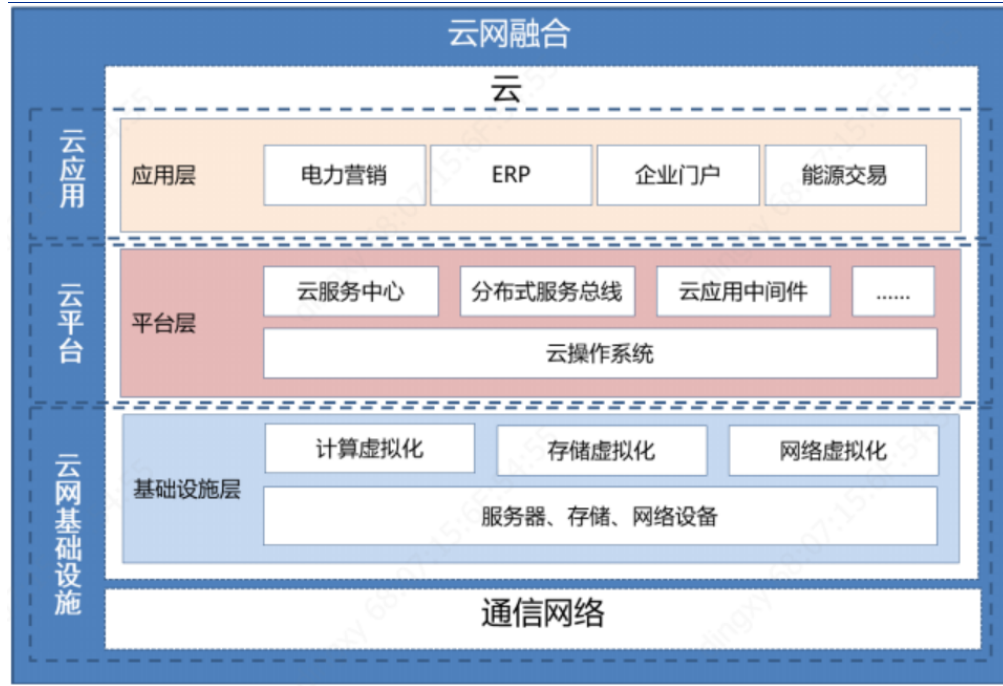 云网融合
云
云应用
应用层
电力营销
ERP
企业门户
能源交易
云平台
平台层
云服务中心
分布式服务总线
云应用中间件
......
云操作系统
云网基础设施
基础设施层
计算虚拟化
存储虚拟化
网络虚拟化
服务器、存储、网络设备
通信网络